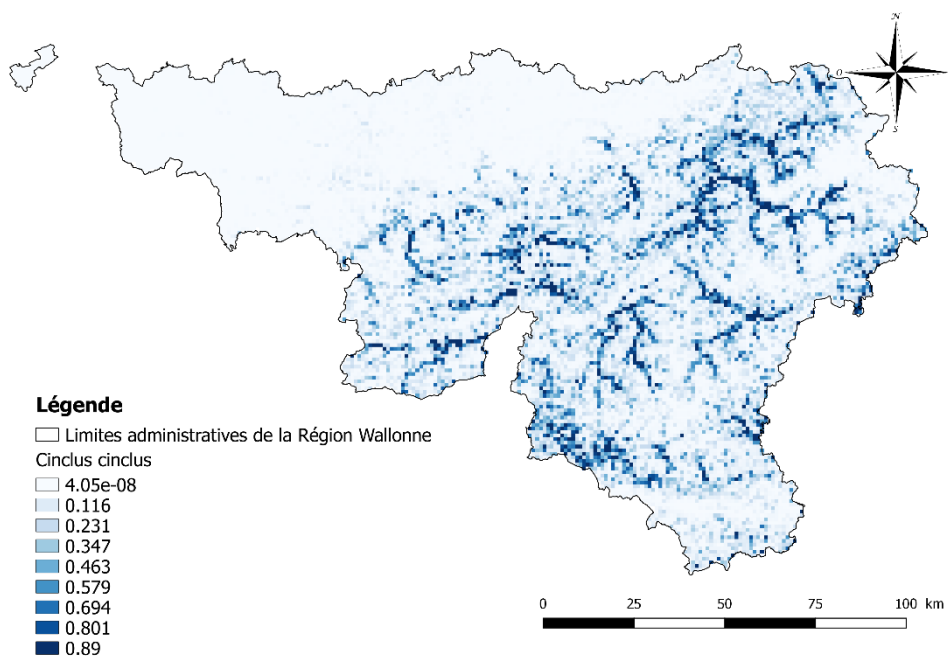 N
O
S
Légende
Limites administratives de la Région Wallonne
Cinclus cinclus
4.05e-08
0.116
0.231
0.347
0.463
0.579
0.694
0.801
0.89
0 25 50 75 100 km